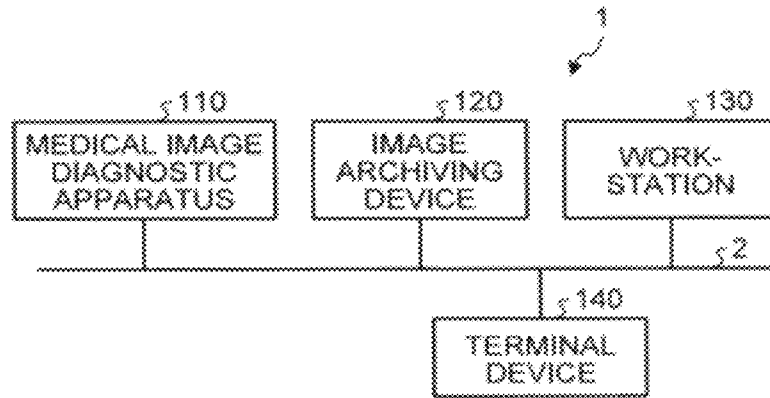 1
110
120
130
MEDICAL IMAGE
DIAGNOSTIC
APPARATUS
IMAGE
ARCHIVING
DEVICE
WORK-
STATION
2
140
TERMINAL
DEVICE